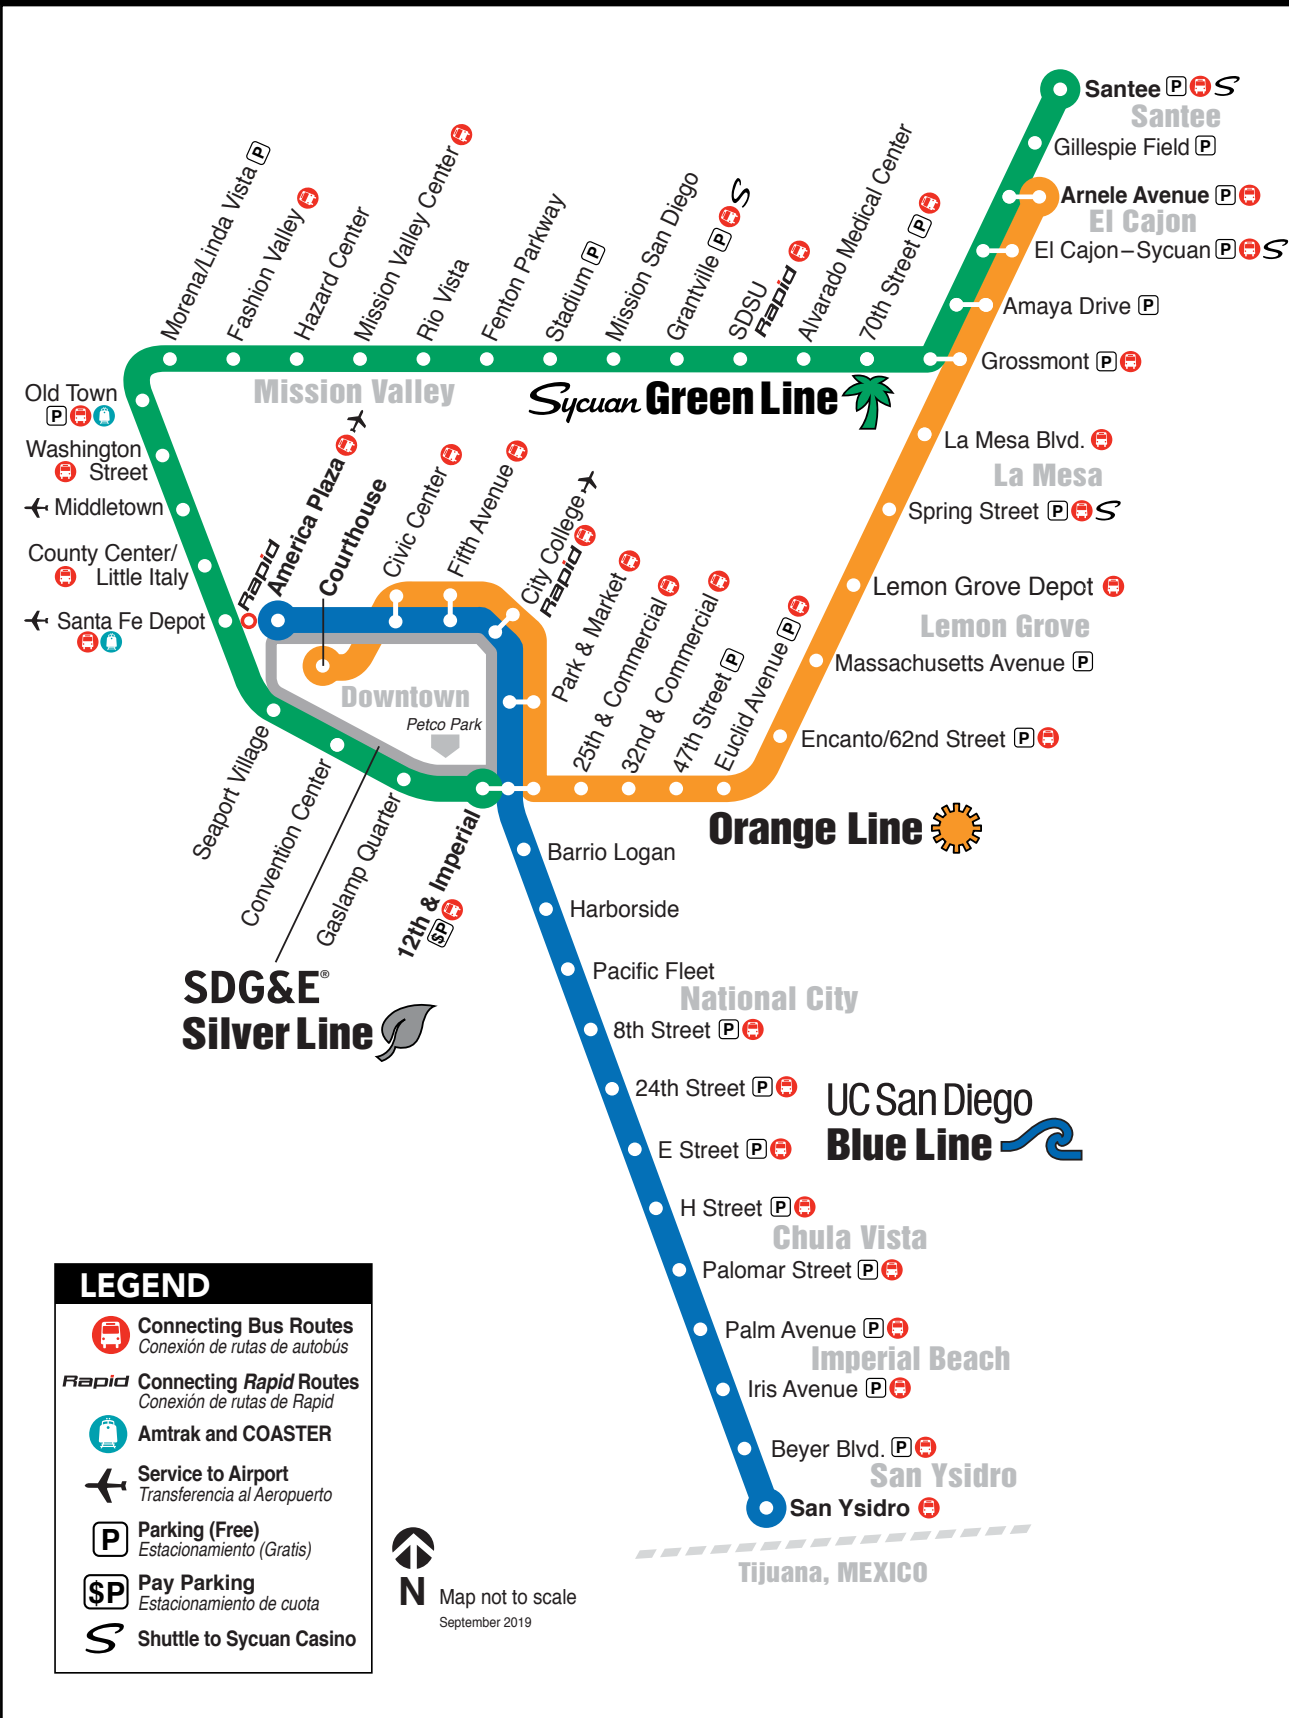 Santee P S
Santee
Gillespie Field P
Arnele Avenue P
El Cajon
El Cajon–Sycuan P S
Amaya Drive P
Grossmont P
Morena/Linda Vista P
Fashion Valley
Hazard Center
Mission Valley Center
Rio Vista
Fenton Parkway
Stadium P
Mission San Diego
Grantville P S
SDSU
Rapid
Alvarado Medical Center
70th Street P
Mission Valley
Sycuan Green Line
Old Town
P
Washington
Street
Middletown
County Center/
Little Italy
Santa Fe Depot
Rapid
America Plaza
Courthouse
Civic Center
Fifth Avenue
City College
Rapid
Park & Market
25th & Commercial
32nd & Commercial
47th Street P
Euclid Avenue P
La Mesa Blvd.
La Mesa
Spring Street P S
Lemon Grove Depot
Lemon Grove
Massachusetts Avenue P
Encanto/62nd Street P
Downtown
Petco Park
Seaport Village
Convention Center
Gaslamp Quarter
12th & Imperial
$P
Orange Line
SDG&E®
Silver Line
Barrio Logan
Harborside
Pacific Fleet
National City
8th Street P
24th Street P
E Street P
H Street P
Chula Vista
Palomar Street P
Palm Avenue P
Imperial Beach
Iris Avenue P
Beyer Blvd. P
San Ysidro
San Ysidro
Tijuana, MEXICO
UC San Diego
Blue Line
LEGEND
Connecting Bus Routes
Conexión de rutas de autobús
Rapid Connecting Rapid Routes
Conexión de rutas de Rapid
Amtrak and COASTER
Service to Airport
Transferencia al Aeropuerto
P Parking (Free)
Estacionamiento (Gratis)
$P Pay Parking
Estacionamiento de cuota
S Shuttle to Sycuan Casino
N Map not to scale
September 2019